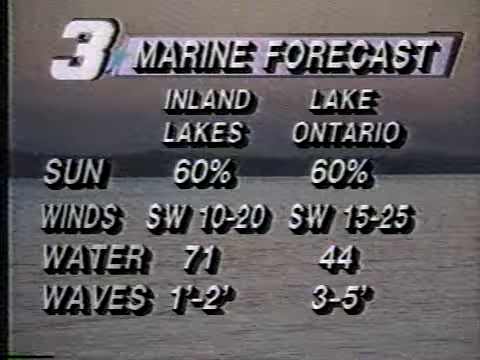 3 MARINE FORECAST
INLAND LAKES LAKE ONTARIO
SUN 60% 60%
WINDS SW 10-20 SW 15-25
WATER 71 44
WAVES 1'-2' 3-5'